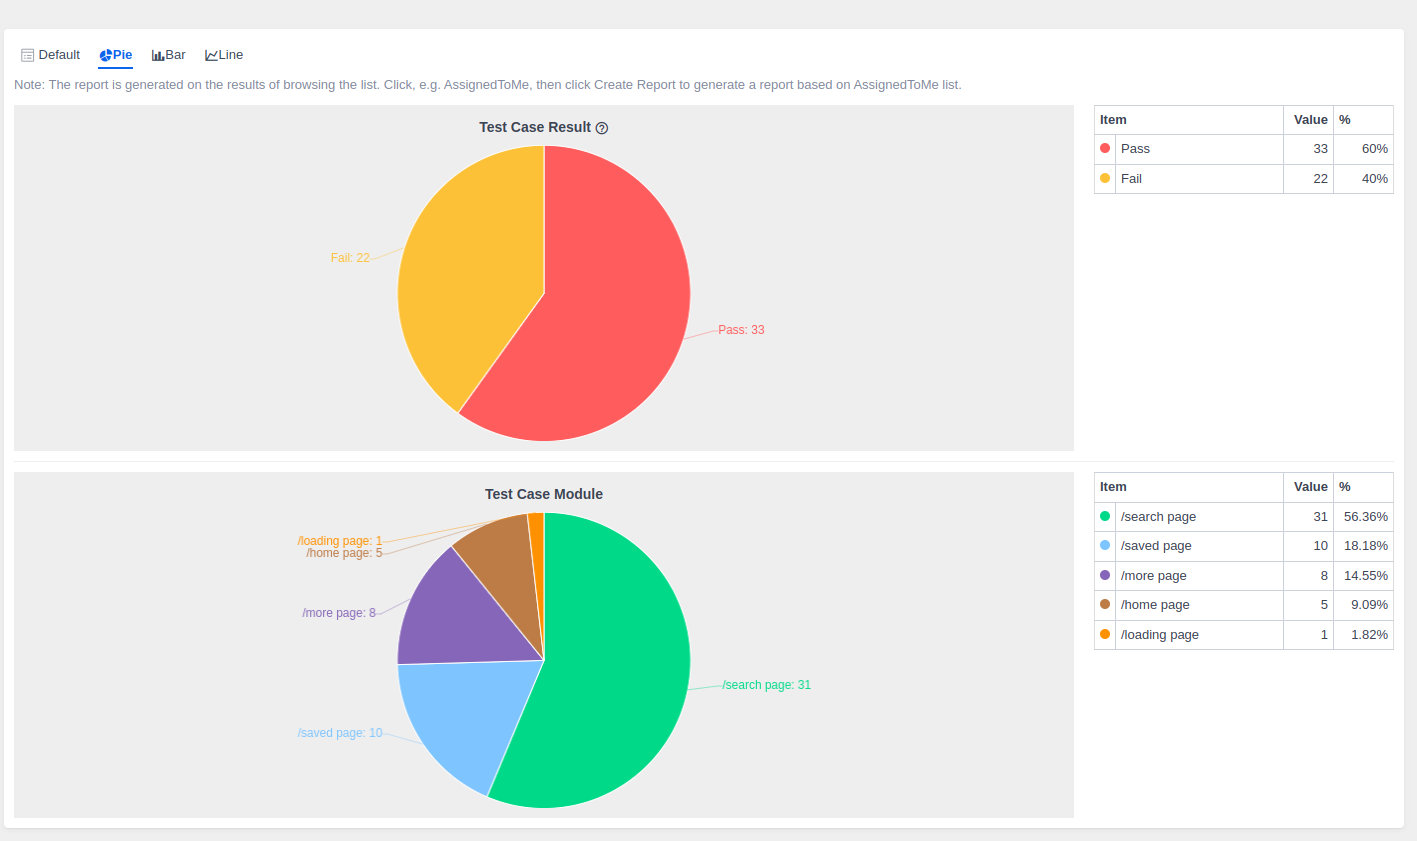 Default Pie Bar Line
Note: The report is generated on the results of browsing the list. Click, e.g. AssignedToMe, then click Create Report to generate a report based on AssignedToMe list.
Test Case Result ?
Fail: 22
Pass: 33
Item Value %
Pass 33 60%
Fail 22 40%
Test Case Module
/loading page: 1
/home page: 5
/more page: 8
/search page: 31
/saved page: 10
Item Value %
/search page 31 56.36%
/saved page 10 18.18%
/more page 8 14.55%
/home page 5 9.09%
/loading page 1 1.82%